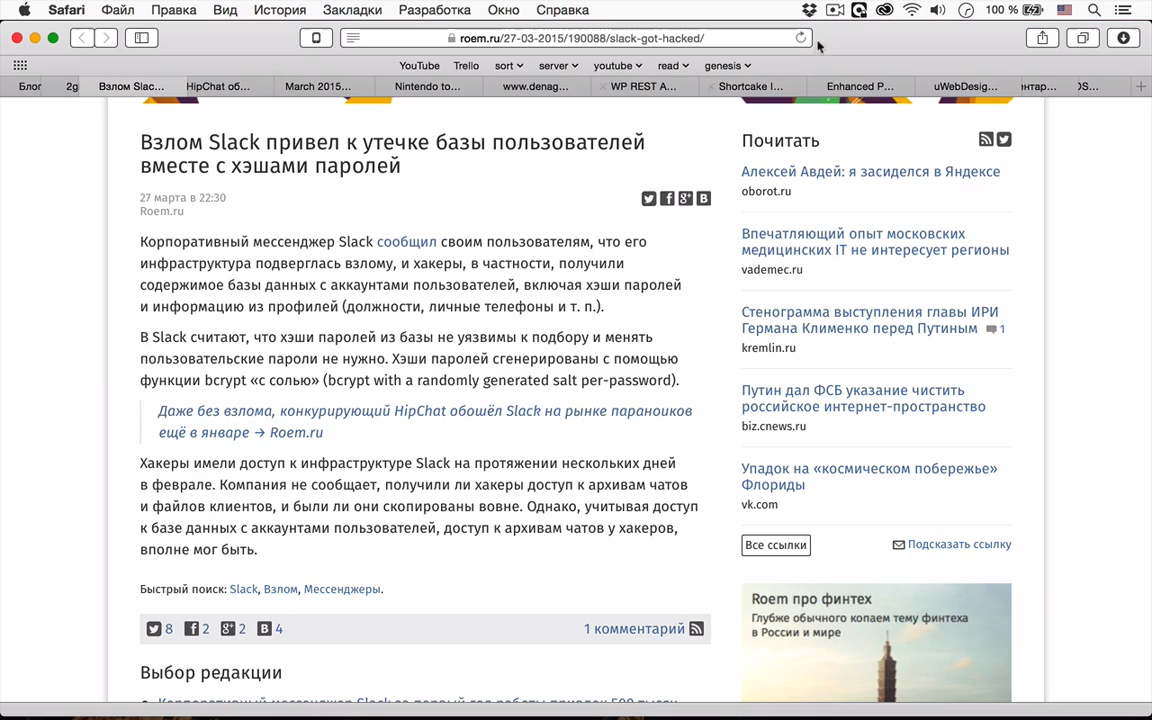 Safari Файл Правка Вид История Закладки Разработка Окно Справка 100 %
roem.ru/27-03-2015/190088/slack-got-hacked/
YouTube Trello sort server youtube read genesis
Блог 2g Взлом Slac... HipChat об... March 2015... Nintendo to... www.denag... WP REST A... Shortcake I... Enhanced P... uWebDesig... нтар... OS...
Взлом Slack привел к утечке базы пользователей
вместе с хэшами паролей
27 марта в 22:30
Roem.ru
Корпоративный мессенджер Slack сообщил своим пользователям, что его
инфраструктура подверглась взлому, и хакеры, в частности, получили
содержимое базы данных с аккаунтами пользователей, включая хэши паролей
и информацию из профилей (должности, личные телефоны и т. п.).
В Slack считают, что хэши паролей из базы не уязвимы к подбору и менять
пользовательские пароли не нужно. Хэши паролей сгенерированы с помощью
функции bcrypt «с солью» (bcrypt with a randomly generated salt per-password).
Даже без взлома, конкурирующий HipChat обошёл Slack на рынке параноиков
ещё в январе → Roem.ru
Хакеры имели доступ к инфраструктуре Slack на протяжении нескольких дней
в феврале. Компания не сообщает, получили ли хакеры доступ к архивам чатов
и файлов клиентов, и были ли они скопированы вовне. Однако, учитывая доступ
к базе данных с аккаунтами пользователей, доступ к архивам чатов у хакеров,
вполне мог быть.
Быстрый поиск: Slack, Взлом, Мессенджеры.
8 2 2 4 1 комментарий
Выбор редакции
Корпоративный мессенджер Slack за первый год работы привлек 500 тысяч
Почитать
Алексей Авдей: я засиделся в Яндексе
oborot.ru
Впечатляющий опыт московских
медицинских IT не интересует регионы
vademec.ru
Стенограмма выступления главы ИРИ
Германа Клименко перед Путиным 1
kremlin.ru
Путин дал ФСБ указание чистить
российское интернет-пространство
biz.cnews.ru
Упадок на «космическом побережье»
Флориды
vk.com
Все ссылки Подсказать ссылку
Roem про финтех
Глубже обычного копаем тему финтеха
в России и мире